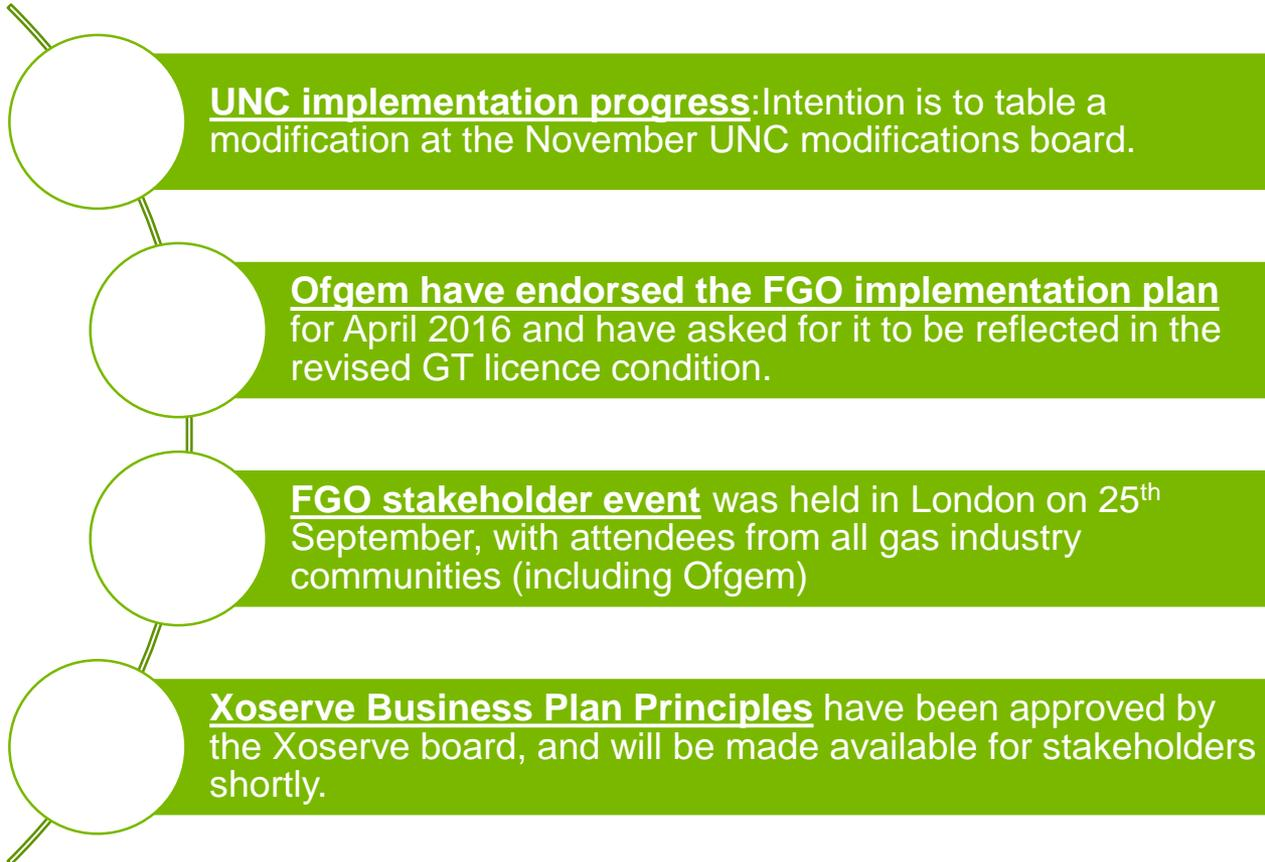 UNC implementation progress:Intention is to table a
modification at the November UNC modifications board.
Ofgem have endorsed the FGO implementation plan
for April 2016 and have asked for it to be reflected in the
revised GT licence condition.
FGO stakeholder event was held in London on 25th
September, with attendees from all gas industry
communities (including Ofgem)
Xoserve Business Plan Principles have been approved by
the Xoserve board, and will be made available for stakeholders
shortly.